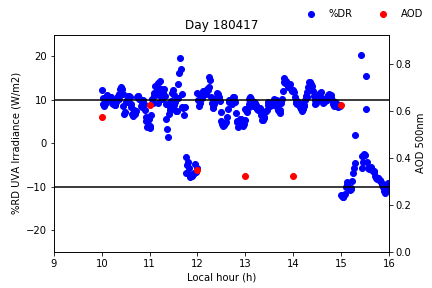 %DR AOD
Day 180417
%RD UVA Irradiance (W/m2)
20
10
0
−10
−20
AOD 500nm
0.8
0.6
0.4
0.2
0.0
9 10 11 12 13 14 15 16
Local hour (h)